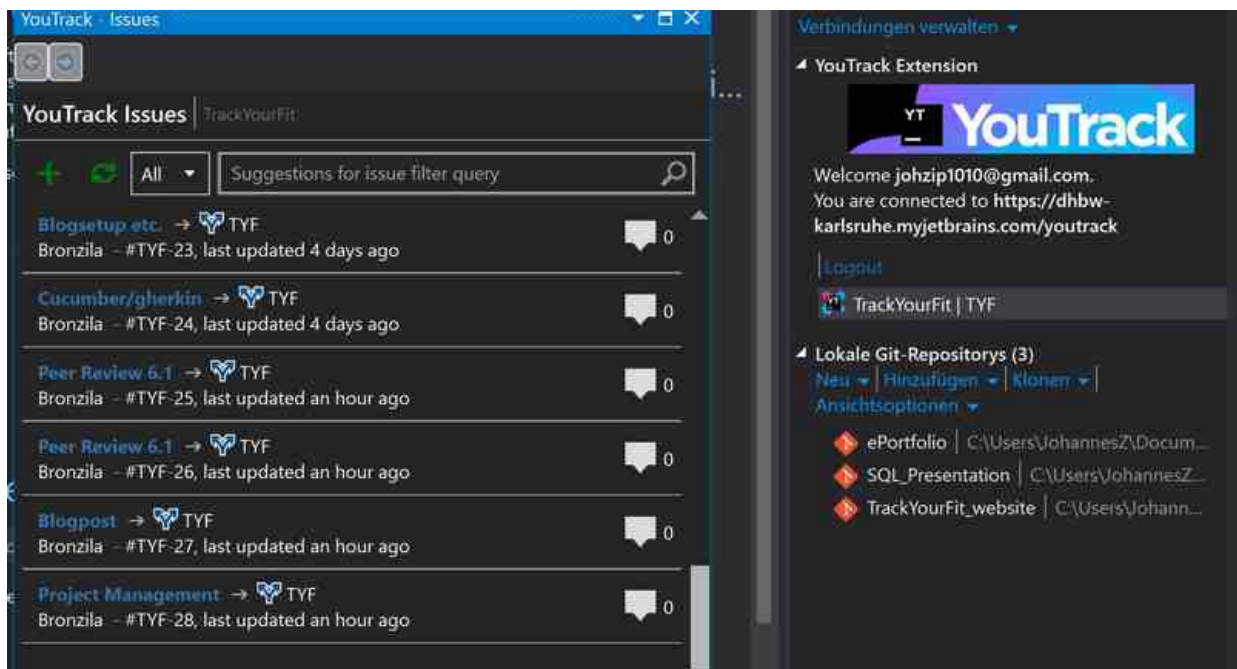 YouTrack - Issues
YouTrack Issues | TrackYourFit
All
Suggestions for issue filter query
Blogsetup etc. → TYF
Bronzila - #TYF-23, last updated 4 days ago
0
Cucumber/gherkin → TYF
Bronzila - #TYF-24, last updated 4 days ago
0
Peer Review 6.1 → TYF
Bronzila - #TYF-25, last updated an hour ago
0
Peer Review 6.1 → TYF
Bronzila - #TYF-26, last updated an hour ago
0
Blogpost → TYF
Bronzila - #TYF-27, last updated an hour ago
0
Project Management → TYF
Bronzila - #TYF-28, last updated an hour ago
0
i...
Verbindungen verwalten
YouTrack Extension
YT
YouTrack
Welcome johzip1010@gmail.com.
You are connected to https://dhbw-
karlsruhe.myjetbrains.com/youtrack
Logout
TrackYourFit | TYF
Lokale Git-Repositorys (3)
Neu | Hinzufügen | Klonen |
Ansichtsoptionen
ePortfolio | C:\Users\JohannesZ\Docum...
SQL_Presentation | C:\Users\JohannesZ...
TrackYourFit_website | C:\Users\Johann...